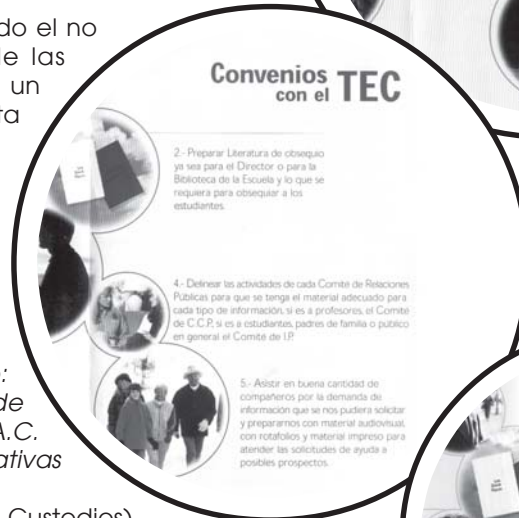 do el no
e las
un
ta
:
de
A.C.
ativas
Custodios)
Convenios
con el TEC
2.- Preparar Literatura de obsequio
ya sea para el Director o para la
Biblioteca de la Escuela y lo que se
requiera para obsequiar a los
estudiantes.
4.- Delinear las actividades de cada Comité de Relaciones
Públicas para que se tenga el material adecuado para
cada tipo de información, si es a profesores, el Comité
de C.C.P, si es a estudiantes, padres de familia o público
en general el Comité de I.P.
5.- Asistir en buena cantidad de
compañeros por la demanda de
información que se nos pudiera solicitar
y prepararnos con material audiovisual,
con rotafolios y material impreso para
atender las solicitudes de ayuda a
posibles prospectos.